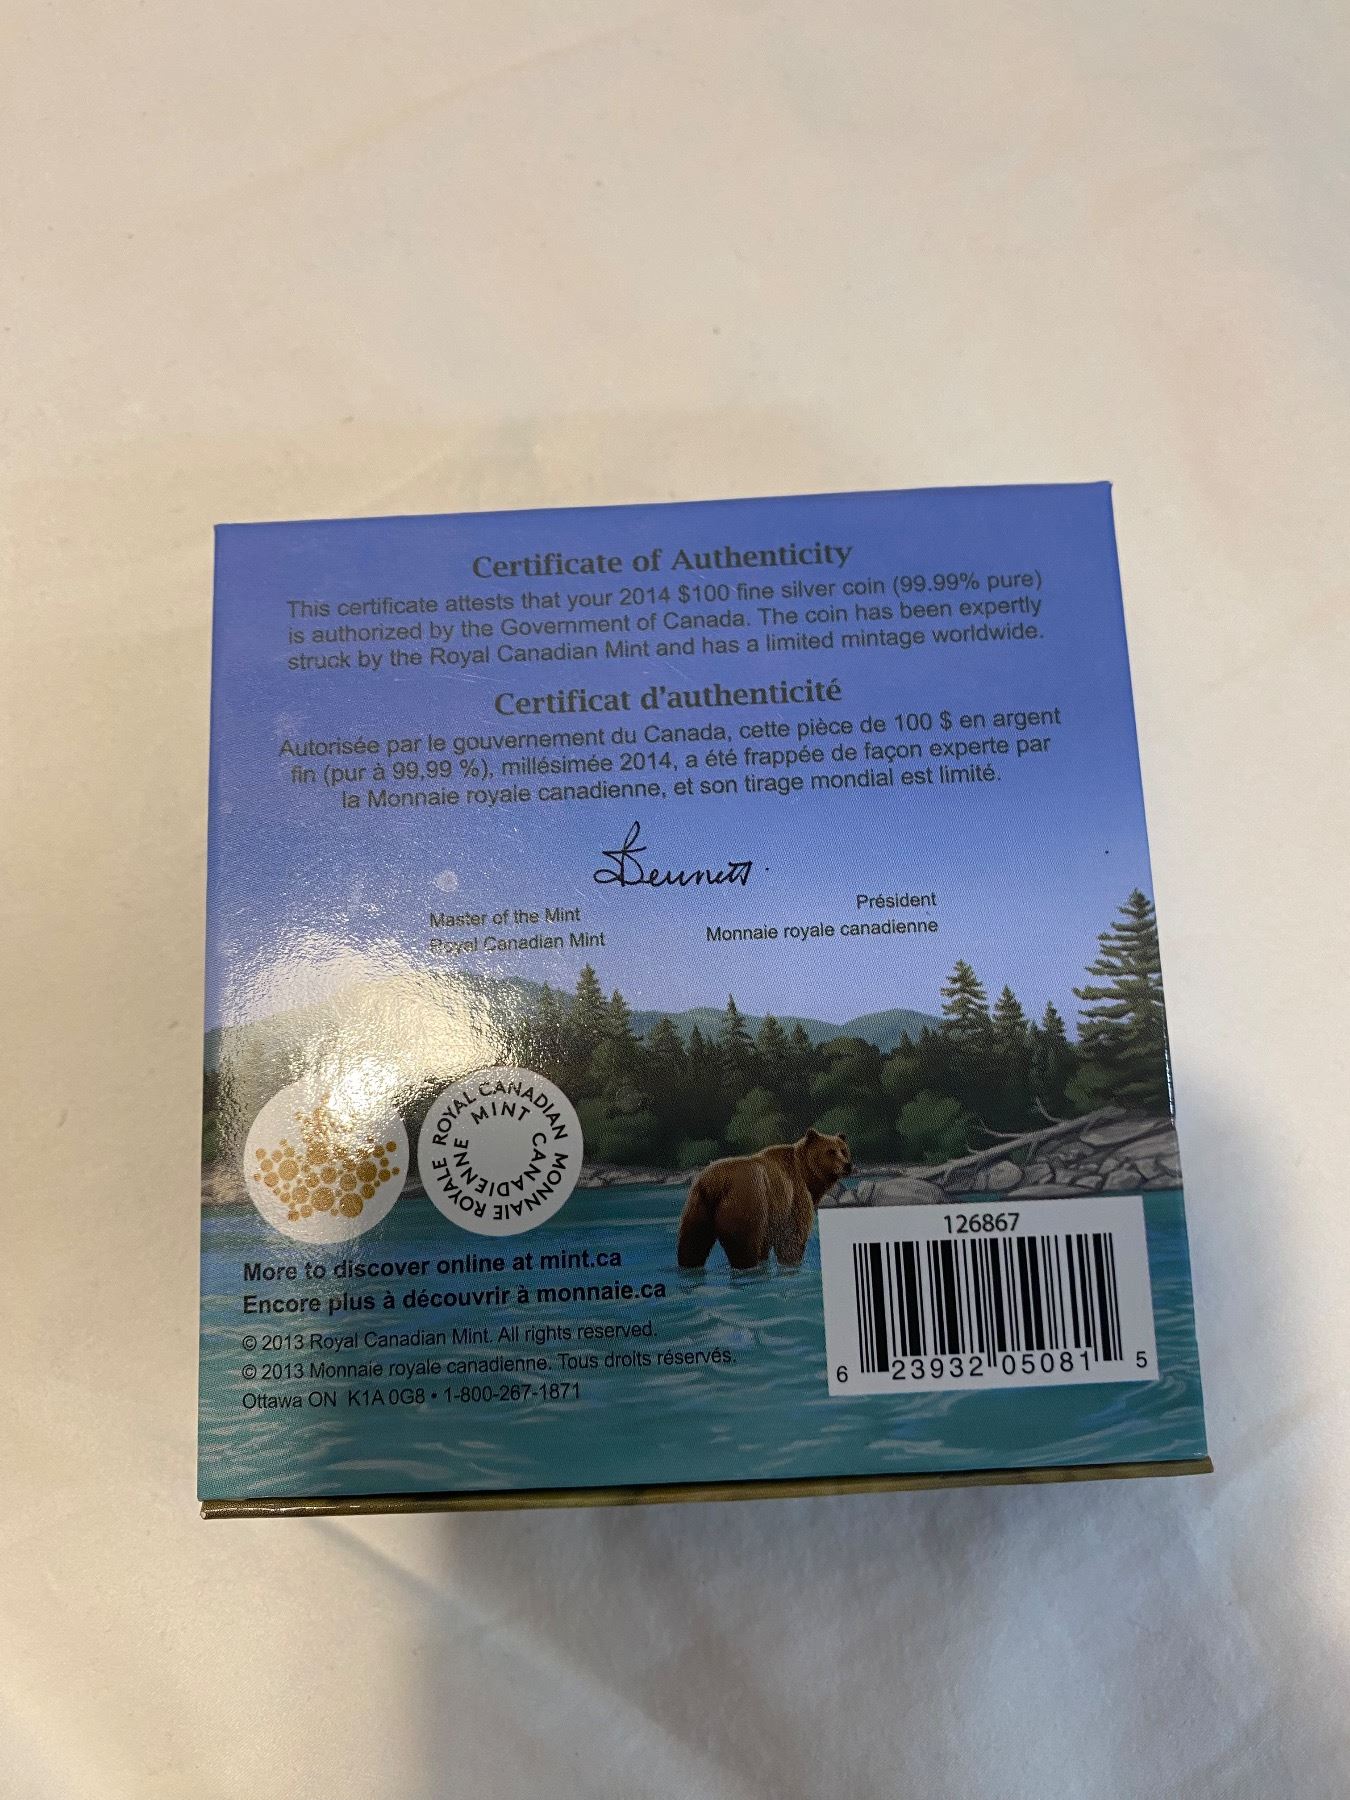 Certificate of Authenticity
This certificate attests that your 2014 $100 fine silver coin (99.99% pure)
is authorized by the Government of Canada. The coin has been expertly
struck by the Royal Canadian Mint and has a limited mintage worldwide.
Certificat d'authenticité
Autorisée par le gouvernement du Canada, cette pièce de 100 $ en argent
fin (pur à 99,99 %), millésimée 2014, a été frappée de façon experte par
la Monnaie royale canadienne, et son tirage mondial est limité.
Bennett
Master of the Mint
Royal Canadian Mint
Président
Monnaie royale canadienne
ROYAL CANADIAN MINT
MONNAIE ROYALE CANADIENNE
126867
6 23932 05081 5
More to discover online at mint.ca
Encore plus à découvrir à monnaie.ca
© 2013 Royal Canadian Mint. All rights reserved.
© 2013 Monnaie royale canadienne. Tous droits réservés.
Ottawa ON K1A 0G8 • 1-800-267-1871